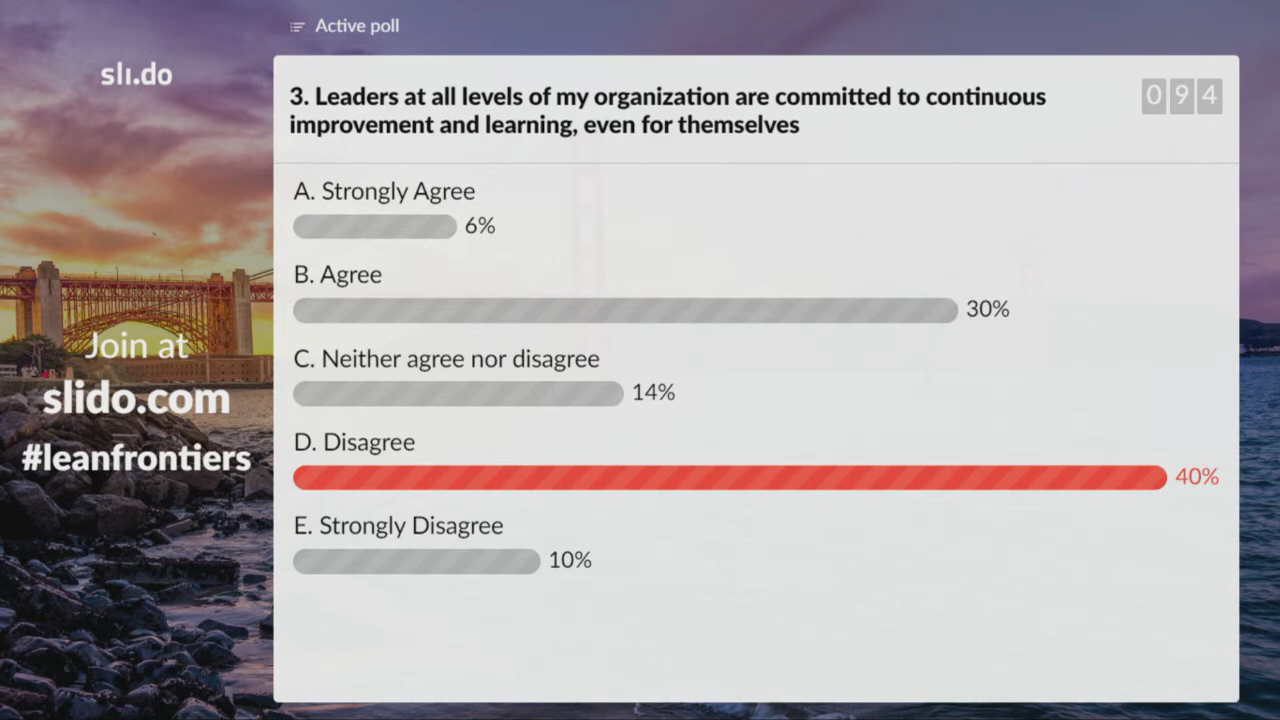 Active poll
sli.do
3. Leaders at all levels of my organization are committed to continuous
improvement and learning, even for themselves
094
A. Strongly Agree
6%
B. Agree
30%
C. Neither agree nor disagree
14%
D. Disagree
40%
E. Strongly Disagree
10%
Join at
slido.com
#leanfrontiers